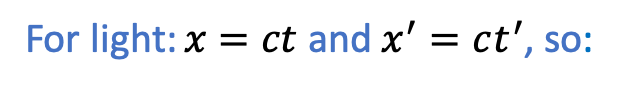 For light: x = ct and x′ = ct′, so: